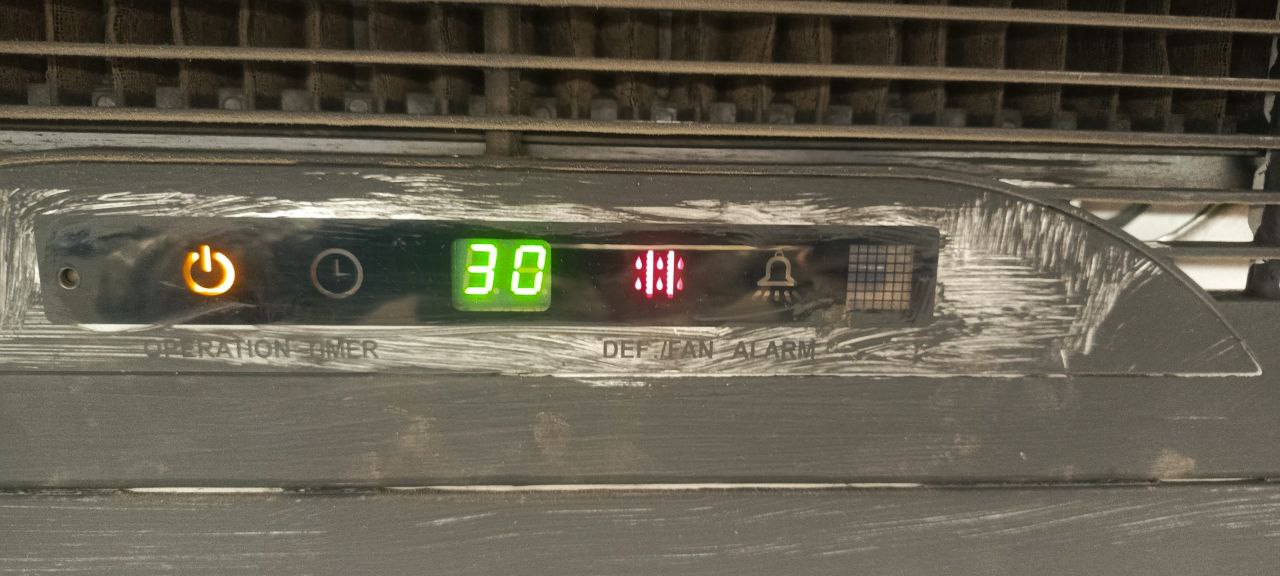 30
OPERATION TIMER DEF./FAN ALARM